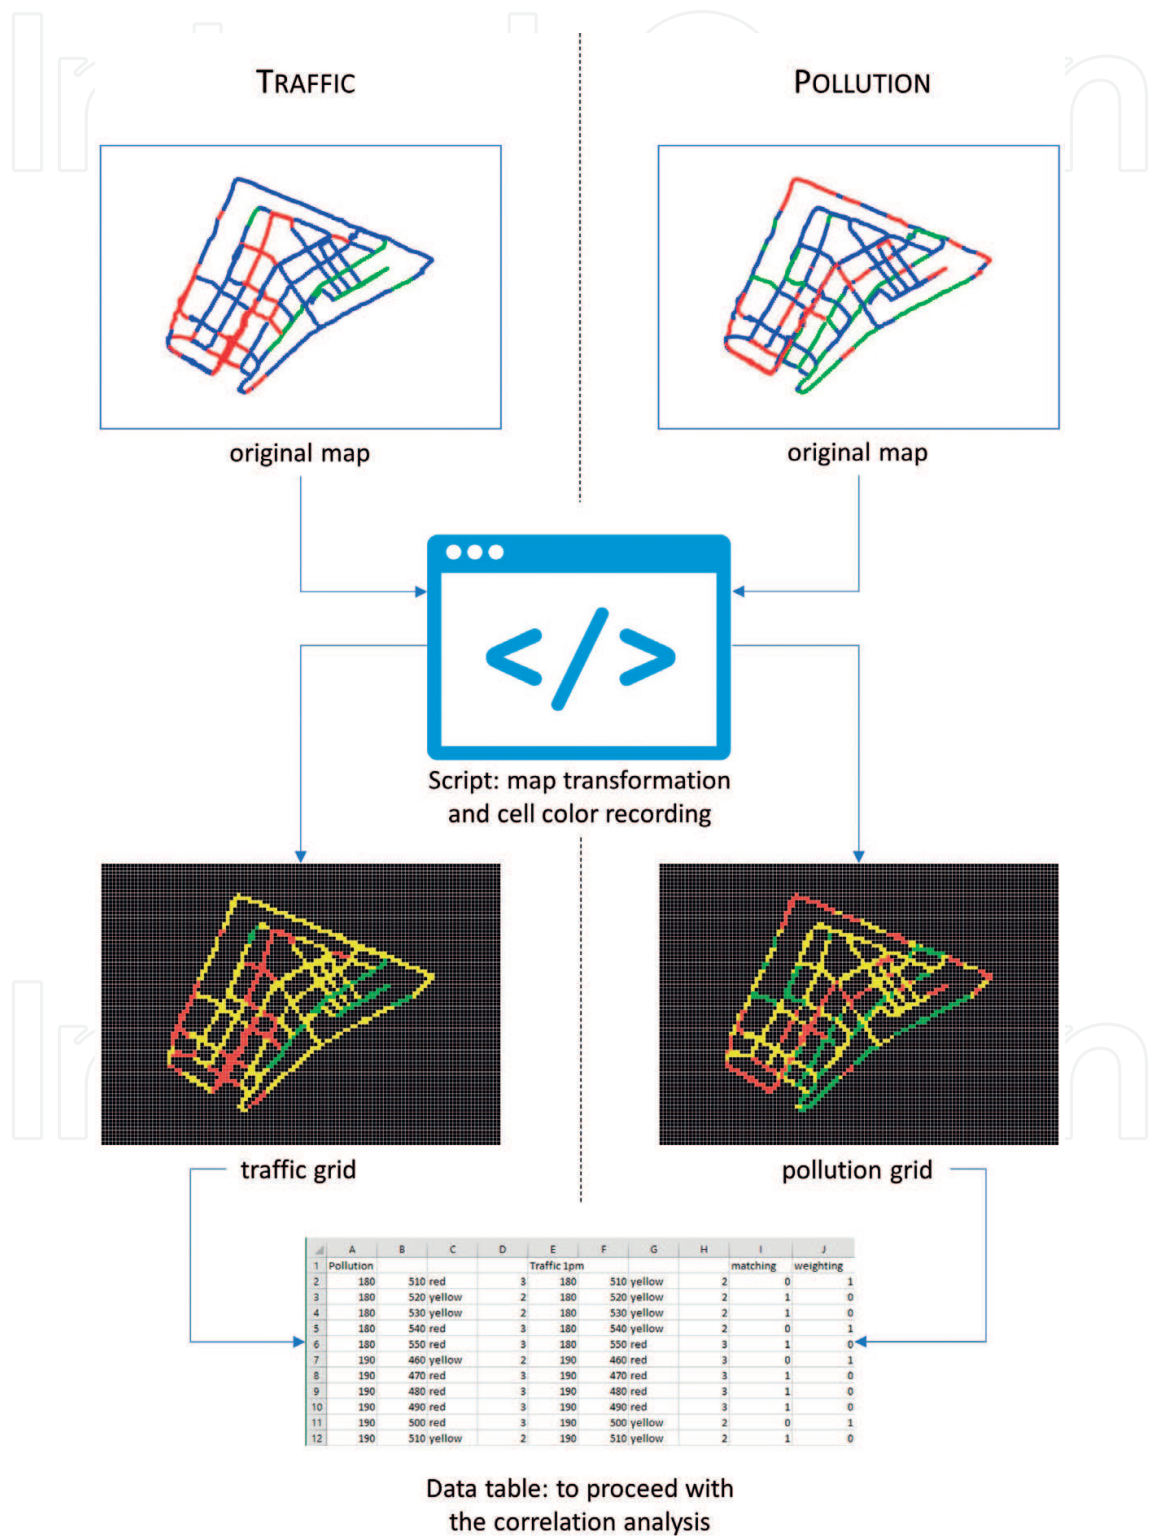 TRAFFIC
POLLUTION
original map
original map
</>
Script: map transformation
and cell color recording
traffic grid
pollution grid
A B C D E F G H I J
1 Pollution Traffic 1pm matching weighting
2 180 510 red 3 180 510 yellow 2 0 1
3 180 520 yellow 2 180 520 yellow 2 1 0
4 180 530 yellow 2 180 530 yellow 2 1 0
5 180 540 red 3 180 540 yellow 2 0 1
6 180 550 red 3 180 550 red 3 1 0
7 190 460 yellow 2 190 460 red 3 0 1
8 190 470 red 3 190 470 red 3 1 0
9 190 480 red 3 190 480 red 3 1 0
10 190 490 red 3 190 490 red 3 1 0
11 190 500 red 3 190 500 yellow 2 0 1
12 190 510 yellow 2 190 510 yellow 2 1 0
Data table: to proceed with
the correlation analysis